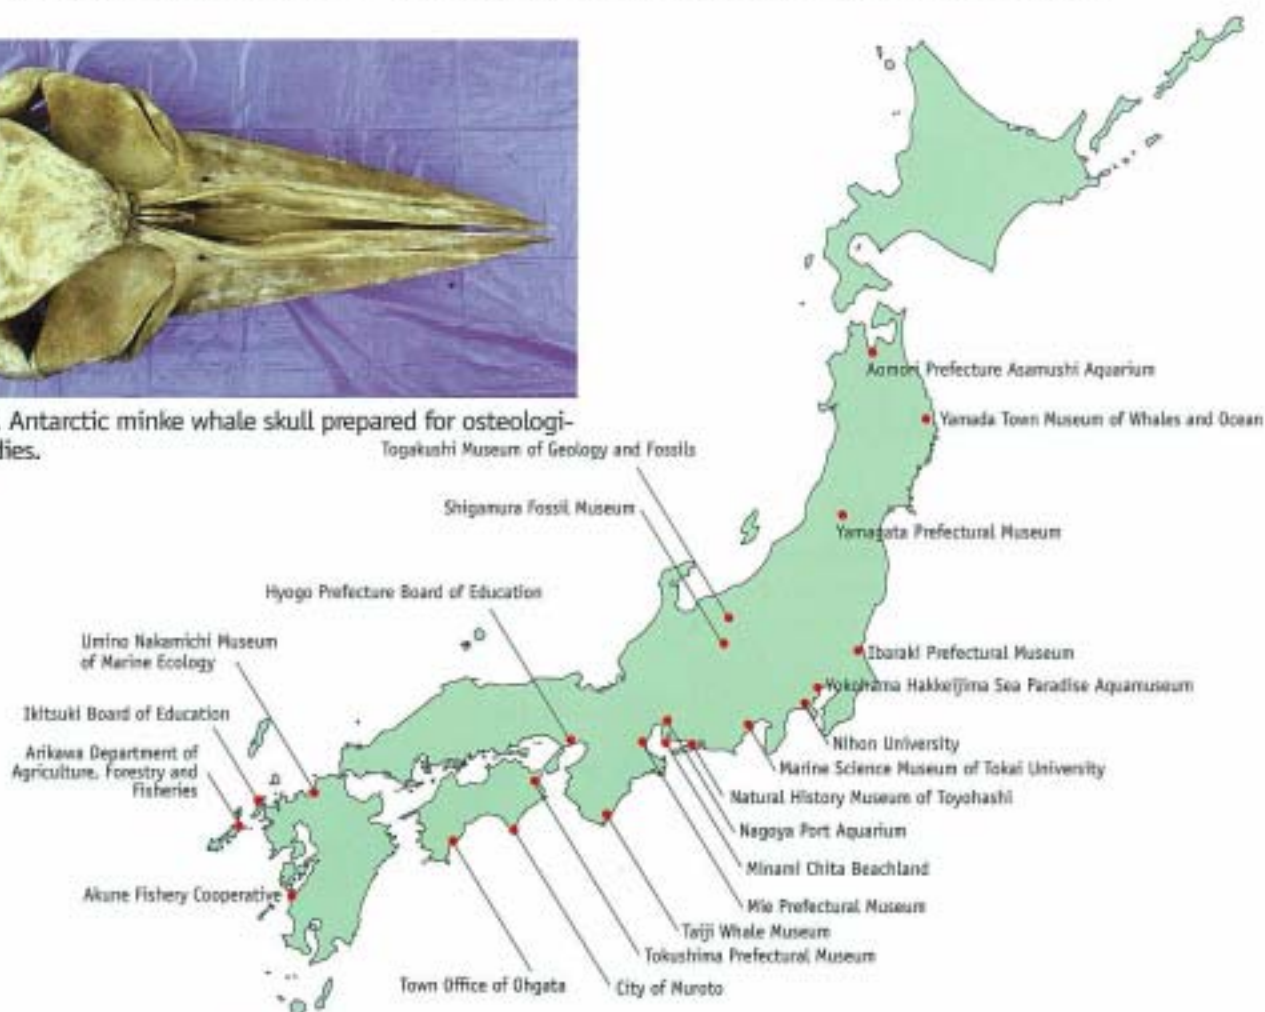 Antarctic minke whale skull prepared for osteologi-
dies.
Togakushi Museum of Geology and Fossils
Shigamura Fossil Museum
Hyogo Prefecture Board of Education
Umino Nakamichi Museum
of Marine Ecology
Ikitsuki Board of Education
Arikawa Department of
Agriculture, Forestry and
Fisheries
Akune Fishery Cooperative
Aomori Prefecture Asamushi Aquarium
Yamada Town Museum of Whales and Ocean
Yamagata Prefectural Museum
Ibaraki Prefectural Museum
Yokohama Hakkeijima Sea Paradise Aquamuseum
Nihon University
Marine Science Museum of Tokai University
Natural History Museum of Toyohashi
Nagoya Port Aquarium
Minami Chita Beachland
Mie Prefectural Museum
Taiji Whale Museum
Tokushima Prefectural Museum
City of Muroto
Town Office of Ohgata